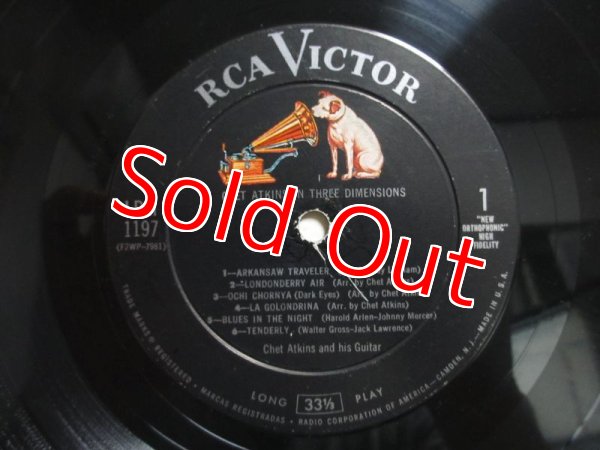 RCA VICTOR
CHET ATKINS IN THREE DIMENSIONS
1197
(F2WP-7961)
1
"NEW
ORTHOPHONIC"
HIGH
FIDELITY
Sold Out
1—ARKANSAW TRAVELER
2—LONDONDERRY AIR (Arr. by Chet
3—OCHI CHORNYA (Dark Eyes) (Arr. by Chet
4—LA GOLONDRINA (Arr. by Chet Atkins)
5—BLUES IN THE NIGHT (Harold Arlen-Johnny Mercer)
6—TENDERLY (Walter Gross-Jack Lawrence)
Chet Atkins and his Guitar
LONG 33⅓ PLAY
TRADE MARKS ® REGISTERED • MARCAS REGISTRADAS • RADIO CORPORATION OF AMERICA—CAMDEN, N.J.—MADE IN U.S.A.